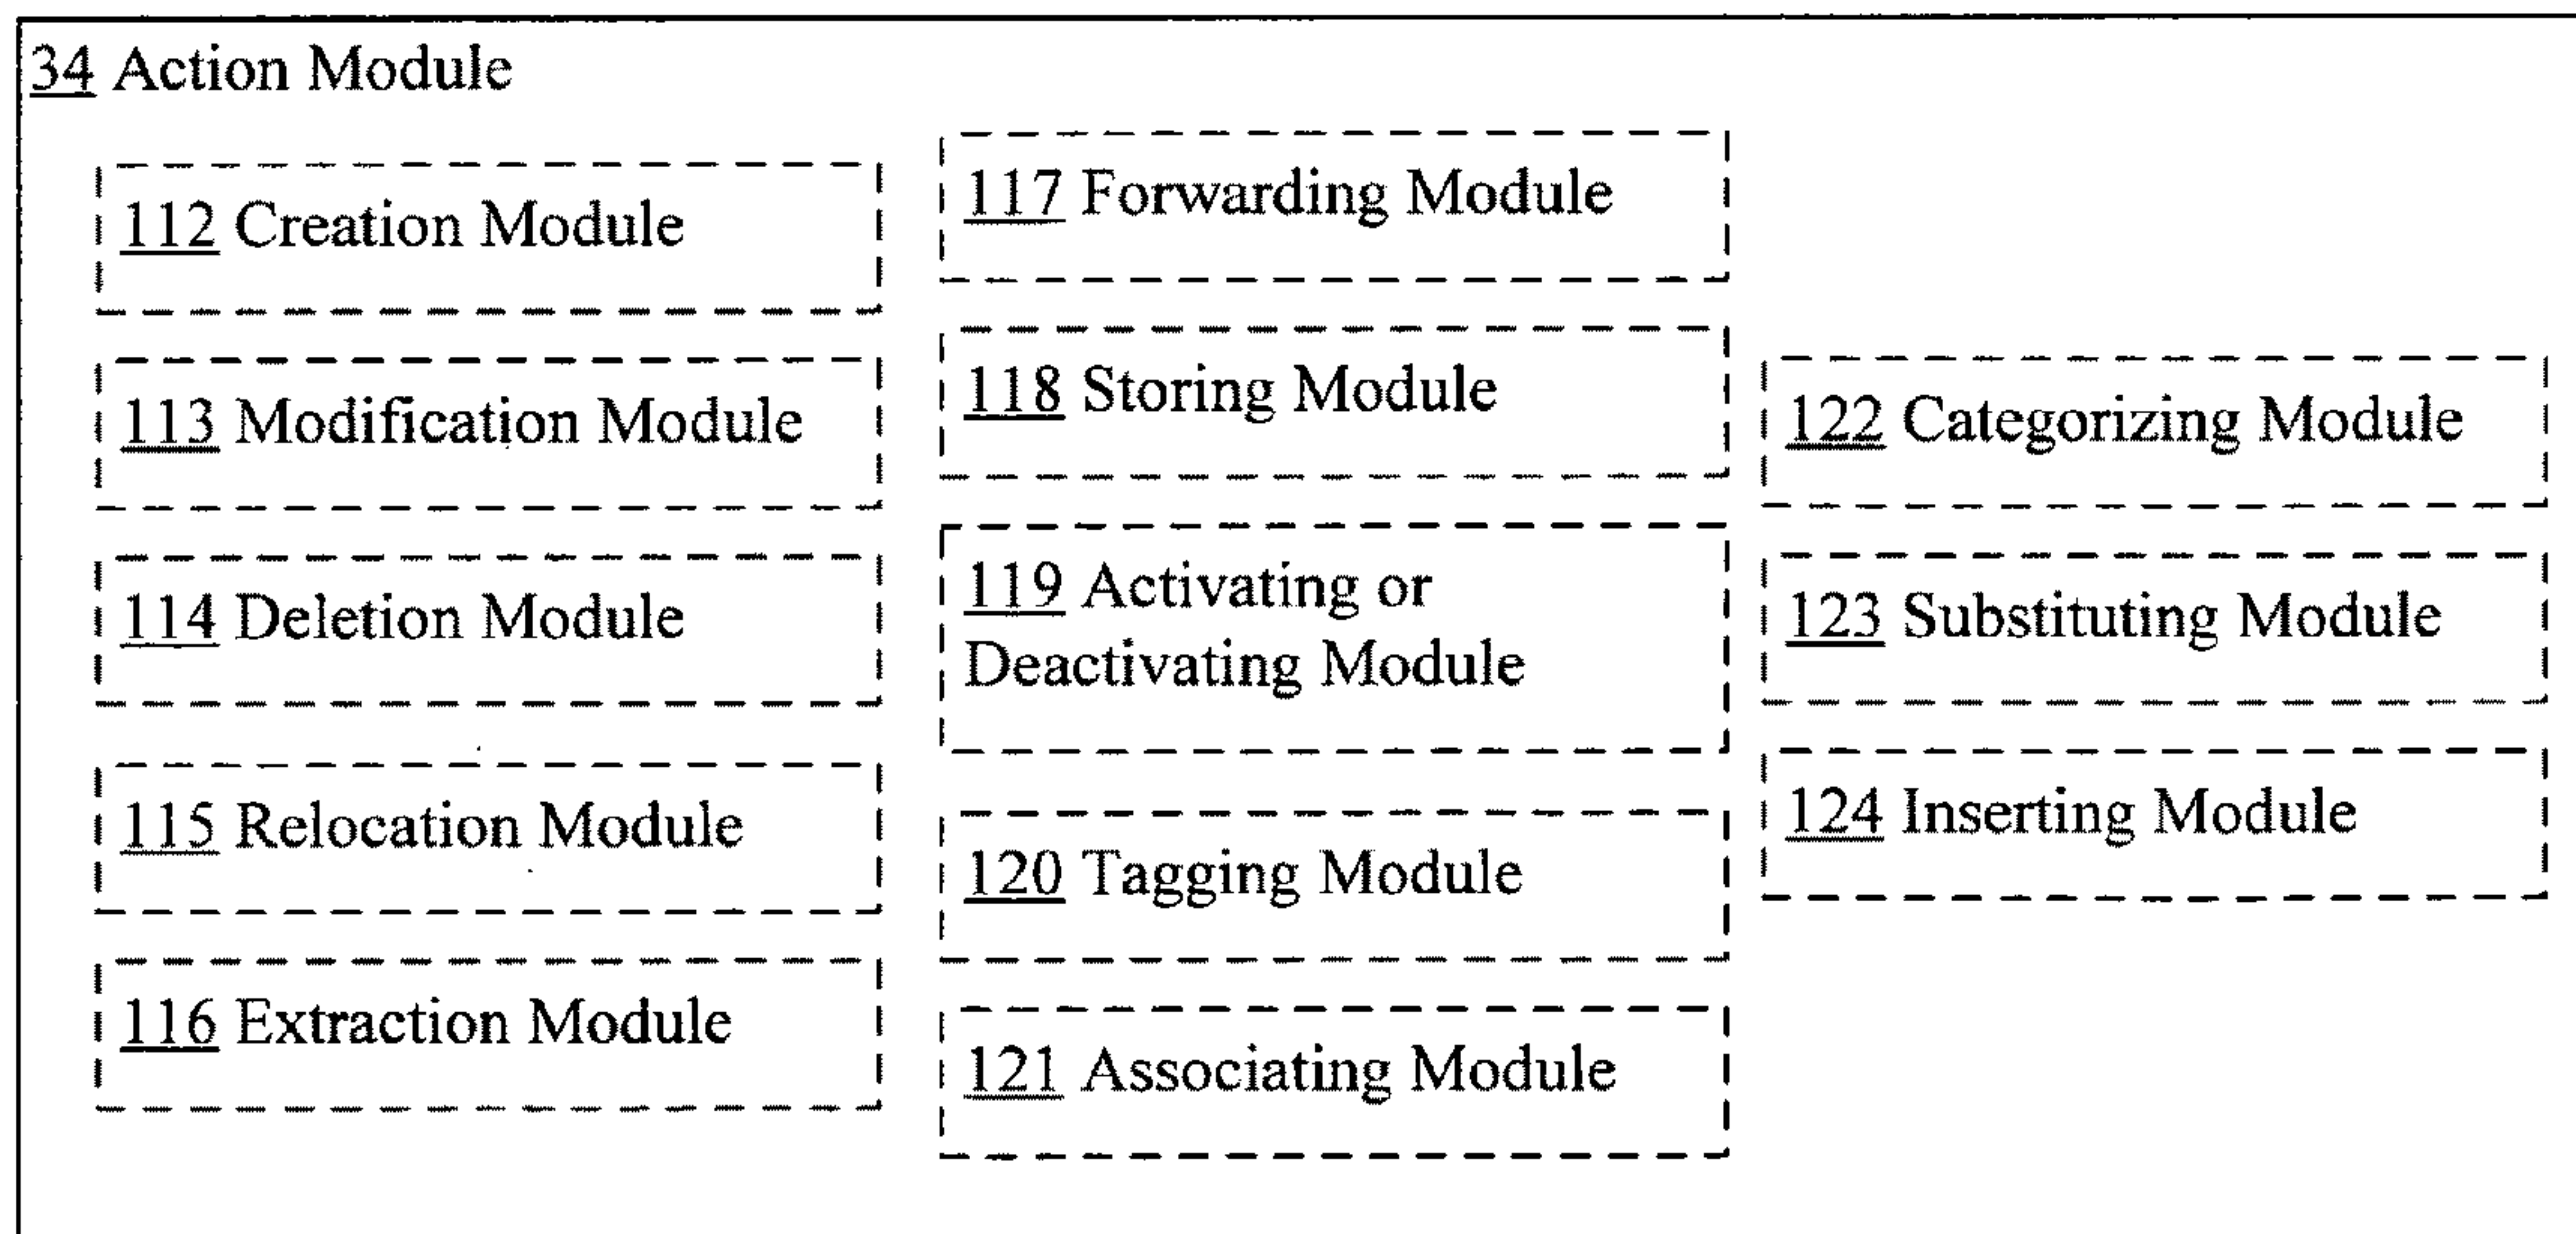 34 Action Module
112 Creation Module
113 Modification Module
114 Deletion Module
115 Relocation Module
116 Extraction Module
117 Forwarding Module
118 Storing Module
119 Activating or
Deactivating Module
120 Tagging Module
121 Associating Module
122 Categorizing Module
123 Substituting Module
124 Inserting Module